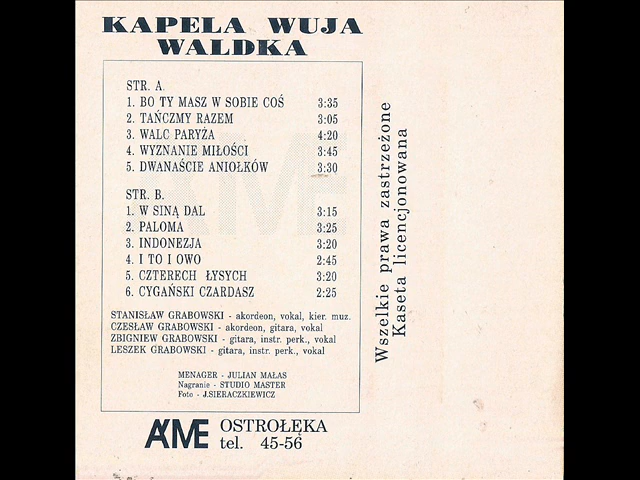 KAPELA WUJA
WALDKA
STR. A.
1. BO TY MASZ W SOBIE COŚ 3:35
2. TAŃCZMY RAZEM 3:05
3. WALC PARYŻA 4:20
4. WYZNANIE MIŁOŚCI 3:45
5. DWANAŚCIE ANIOŁKÓW 3:30
STR. B.
1. W SINĄ DAL 3:15
2. PALOMA 3:25
3. INDONEZJA 3:20
4. I TO I OWO 2:45
5. CZTERECH ŁYSYCH 3:20
6. CYGAŃSKI CZARDASZ 2:25
STANISŁAW GRABOWSKI - akordeon, vokal, kier. muz.
CZESŁAW GRABOWSKI - akordeon, gitara, vokal
ZBIGNIEW GRABOWSKI - gitara, instr. perk., vokal
LESZEK GRABOWSKI - gitara, instr. perk., vokal
MENAGER - JULIAN MAŁAS
Nagranie - STUDIO MASTER
Foto - J.SIERACZKIEWICZ
AKME OSTROŁĘKA
tel. 45-56
Wszelkie prawa zastrzeżone
Kaseta licencjonowana